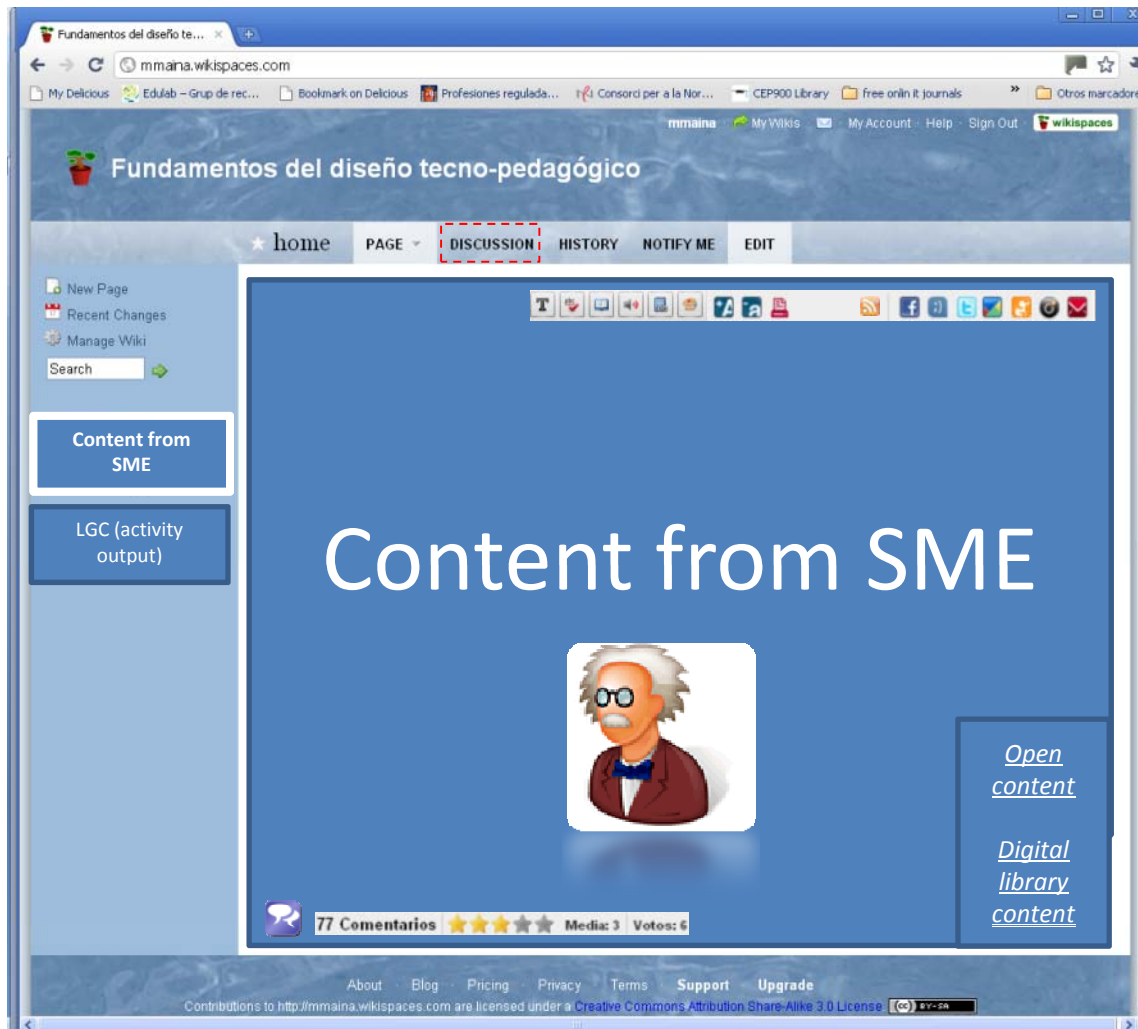 Fundamentos del diseño te...
mmaina.wikispaces.com
My Delicious Edulab – Grup de rec... Bookmark on Delicious Profesiones regulada... Consorci per a la Nor... CEP900 Library free onlin it journals » Otros marcadore
mmaina My Wikis My Account Help Sign Out wikispaces
Fundamentos del diseño tecno-pedagógico
home PAGE DISCUSSION HISTORY NOTIFY ME EDIT
New Page
Recent Changes
Manage Wiki
Search
Content from
SME
LGC (activity
output)
Content from SME
Open
content
Digital
library
content
77 Comentarios Media: 3 Votos: 6
About Blog Pricing Privacy Terms Support Upgrade
Contributions to http://mmaina.wikispaces.com are licensed under a Creative Commons Attribution Share-Alike 3.0 License (cc) BY-SA